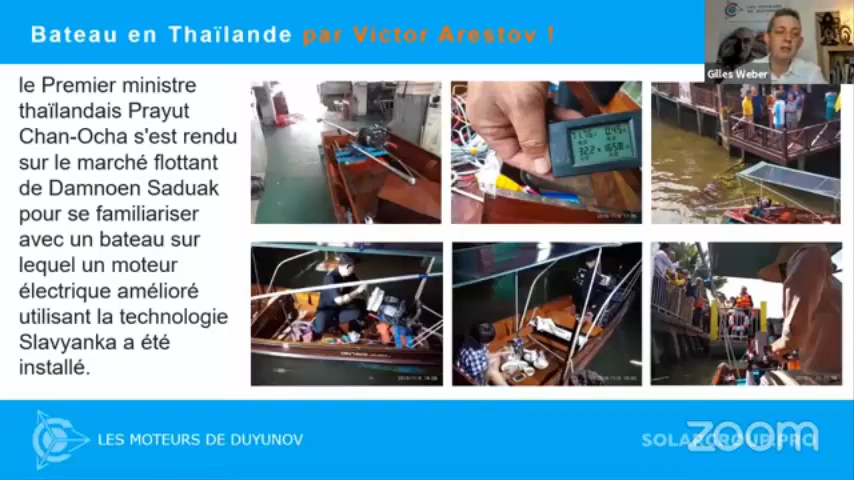 Bateau en Thaïlande par Victor Arestov !
Gilles Weber
le Premier ministre
thaïlandais Prayut
Chan-Ocha s'est rendu
sur le marché flottant
de Damnoen Saduak
pour se familiariser
avec un bateau sur
lequel un moteur
électrique amélioré
utilisant la technologie
Slavyanka a été
installé.
LES MOTEURS DE DUYUNOV
SOLARGROUP.PRO
zoom